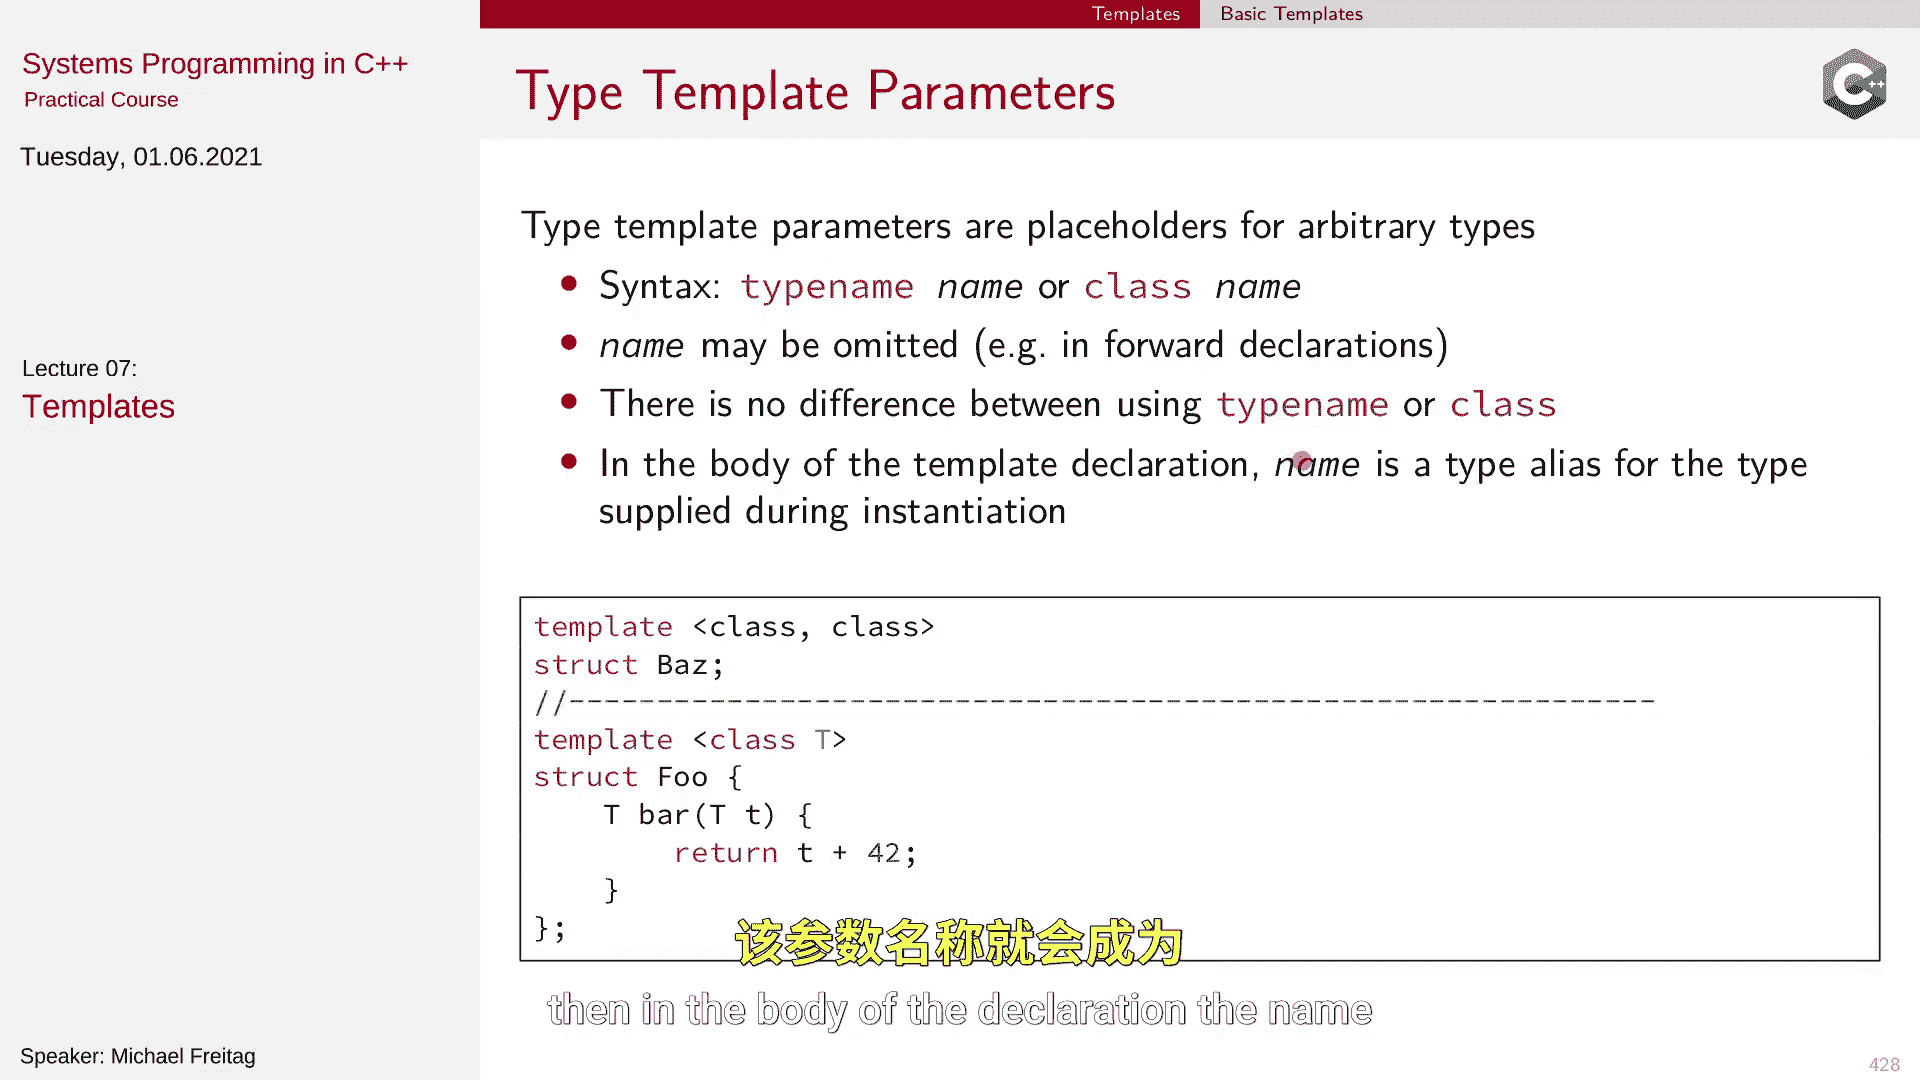 Templates Basic Templates
Systems Programming in C++
Practical Course
Tuesday, 01.06.2021
Lecture 07:
Templates
Type Template Parameters
C++
Type template parameters are placeholders for arbitrary types
• Syntax: typename name or class name
• name may be omitted (e.g. in forward declarations)
• There is no difference between using typename or class
• In the body of the template declaration, name is a type alias for the type
supplied during instantiation
template <class, class>
struct Baz;
//---------------------------------------------------------------
template <class T>
struct Foo {
    T bar(T t) {
        return t + 42;
    }
};
该参数名称就会成为
then in the body of the declaration the name
Speaker: Michael Freitag
428